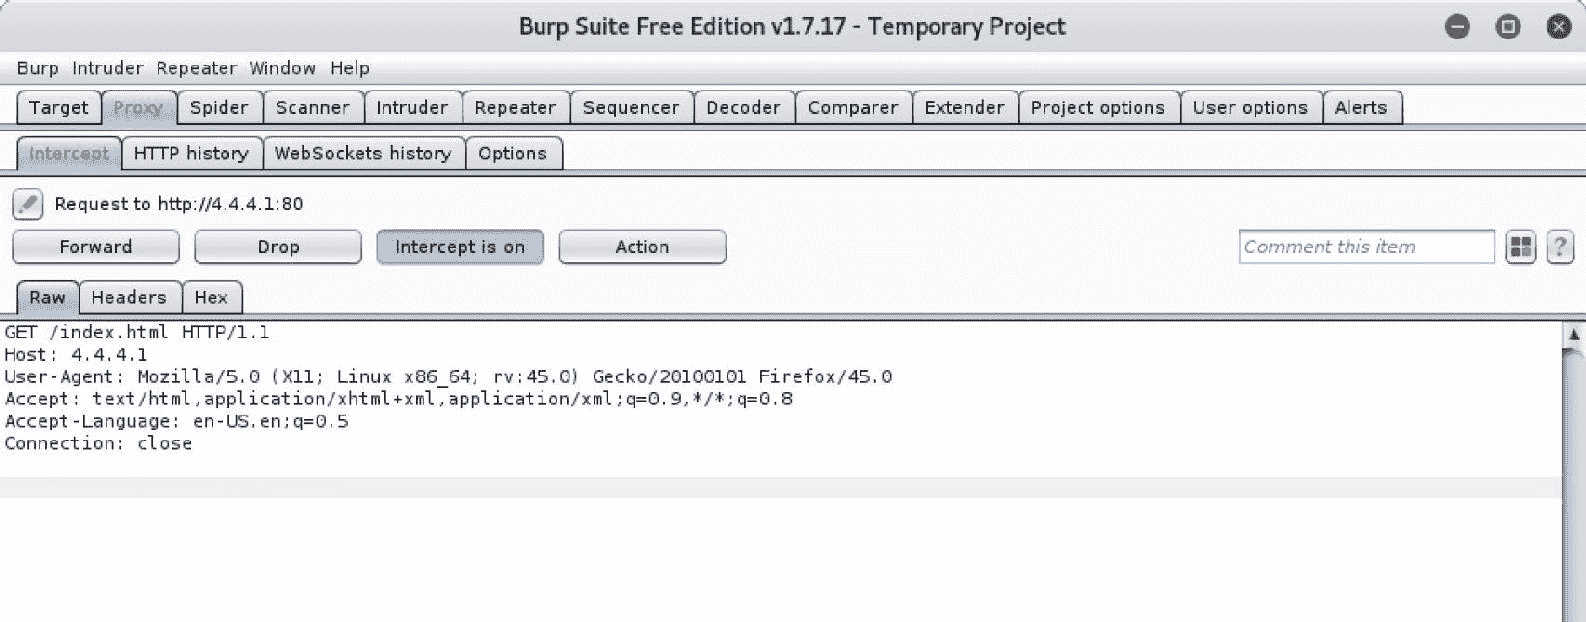 Burp Suite Free Edition v1.7.17 - Temporary Project
Burp Intruder Repeater Window Help
Target Proxy Spider Scanner Intruder Repeater Sequencer Decoder Comparer Extender Project options User options Alerts
Intercept HTTP history WebSockets history Options
Request to http://4.4.4.1:80
Forward Drop Intercept is on Action Comment this item ?
Raw Headers Hex
GET /index.html HTTP/1.1
Host: 4.4.4.1
User-Agent: Mozilla/5.0 (X11; Linux x86_64; rv:45.0) Gecko/20100101 Firefox/45.0
Accept: text/html,application/xhtml+xml,application/xml;q=0.9,*/*;q=0.8
Accept-Language: en-US,en;q=0.5
Connection: close